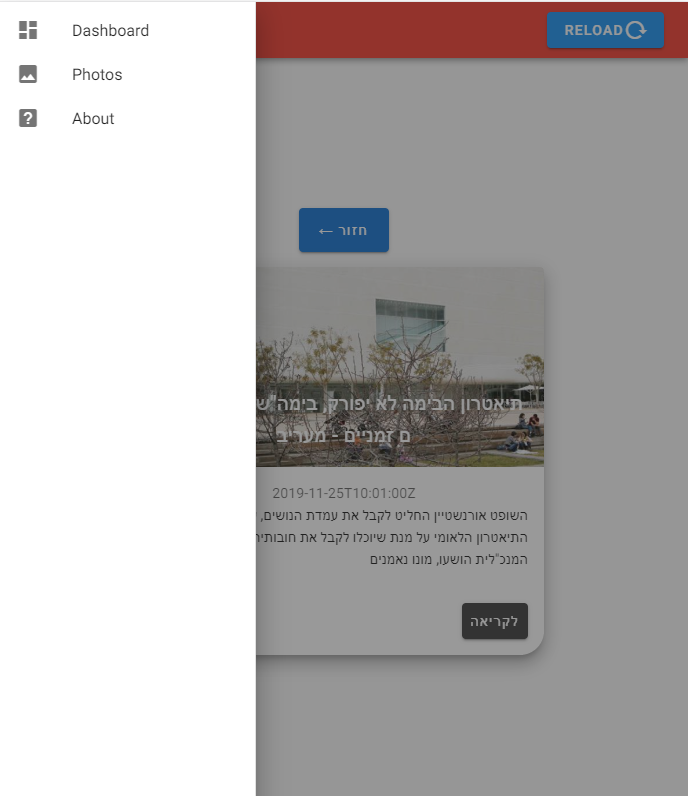 Dashboard
Photos
About
RELOAD
חזור ←
תיאטרון הבימה לא יפורק, בימה"ש
ם זמניים - מעריב
2019-11-25T10:01:00Z
השופט אורנשטיין החליט לקבל את עמדת הנושים,
התיאטרון הלאומי על מנת שיוכלו לקבל את
המנכ"לית הושעו, מונו נאמנים
לקריאה